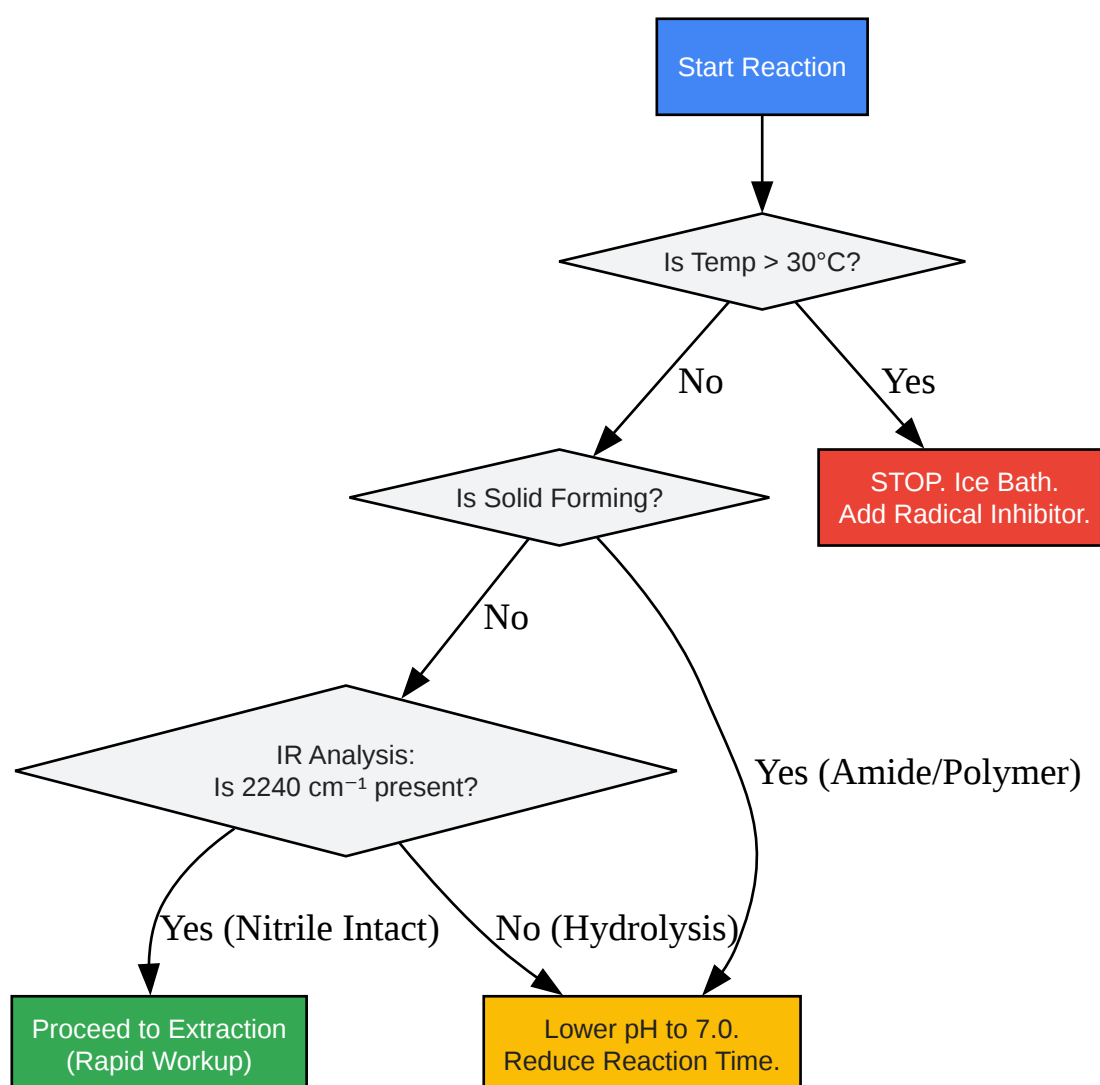 Start Reaction
Is Temp > 30°C?
No
Yes
Is Solid Forming?
STOP. Ice Bath.
Add Radical Inhibitor.
No
IR Analysis:
Is 2240 cm⁻¹ present?
Yes (Amide/Polymer)
Yes (Nitrile Intact)
No (Hydrolysis)
Proceed to Extraction
(Rapid Workup)
Lower pH to 7.0.
Reduce Reaction Time.